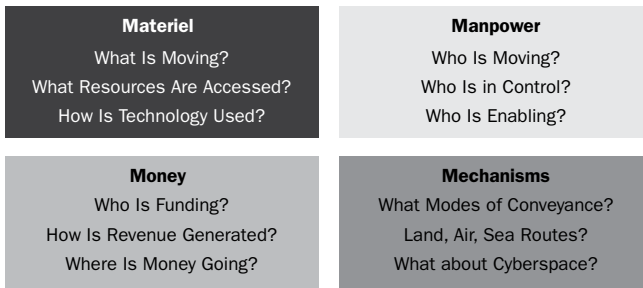 Materiel
What Is Moving?
What Resources Are Accessed?
How Is Technology Used?
Manpower
Who Is Moving?
Who Is in Control?
Who Is Enabling?
Money
Who Is Funding?
How Is Revenue Generated?
Where Is Money Going?
Mechanisms
What Modes of Conveyance?
Land, Air, Sea Routes?
What about Cyberspace?